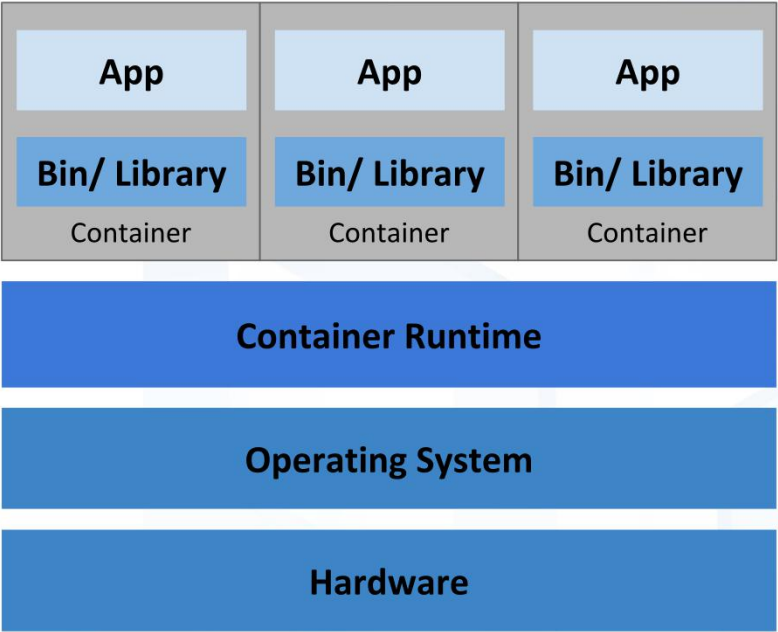 App App App
Bin/ Library Bin/ Library Bin/ Library
Container Container Container
Container Runtime
Operating System
Hardware